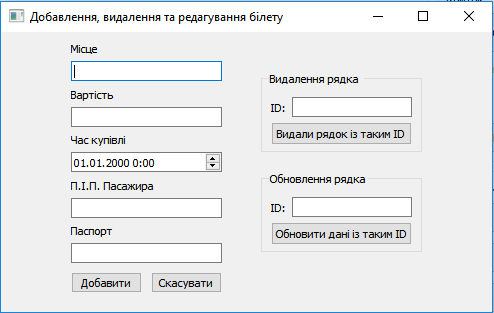 Добавлення, видалення та редагування білету
Місце
Вартість
Час купівлі
01.01.2000 0:00
П.І.П. Пасажира
Паспорт
Добавити
Скасувати
Видалення рядка
ID:
Видали рядок із таким ID
Обновлення рядка
ID:
Обновити дані із таким ID